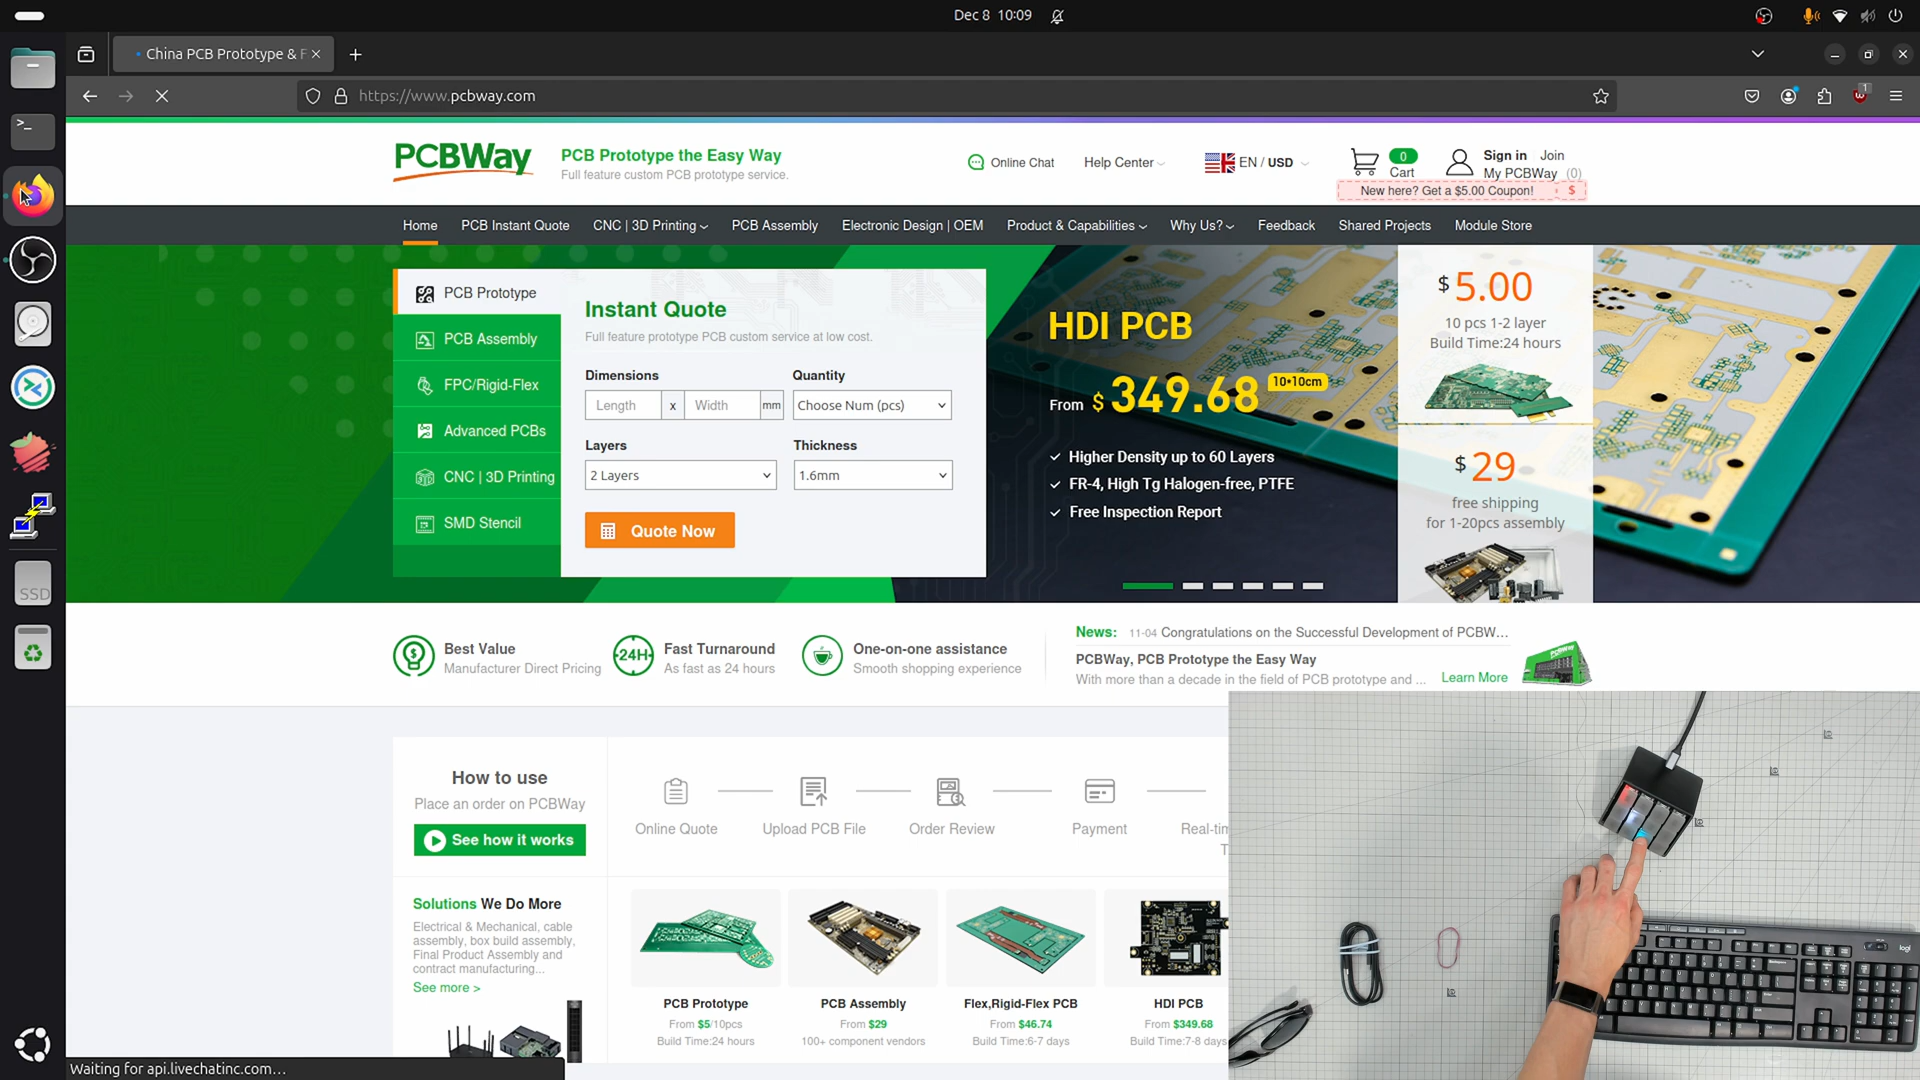 Dec 8 10:09
China PCB Prototype & F
https://www.pcbway.com
1
PCBWay
PCB Prototype the Easy Way
Full feature custom PCB prototype service.
Online Chat
Help Center
EN / USD
0
Cart
Sign in Join
My PCBWay (0)
New here? Get a $5.00 Coupon! $
Home
PCB Instant Quote
CNC | 3D Printing
PCB Assembly
Electronic Design | OEM
Product & Capabilities
Why Us?
Feedback
Shared Projects
Module Store
PCB Prototype
PCB Assembly
FPC/Rigid-Flex
Advanced PCBs
CNC | 3D Printing
SMD Stencil
Instant Quote
Full feature prototype PCB custom service at low cost.
Dimensions
Quantity
Length x Width mm
Choose Num (pcs)
Layers
Thickness
2 Layers
1.6mm
Quote Now
HDI PCB
From $ 349.68 10*10cm
Higher Density up to 60 Layers
FR-4, High Tg Halogen-free, PTFE
Free Inspection Report
$ 5.00
10 pcs 1-2 layer
Build Time:24 hours
$ 29
free shipping
for 1-20pcs assembly
Best Value
Manufacturer Direct Pricing
24H
Fast Turnaround
As fast as 24 hours
One-on-one assistance
Smooth shopping experience
News: 11-04 Congratulations on the Successful Development of PCBW...
PCBWay, PCB Prototype the Easy Way
With more than a decade in the field of PCB prototype and ... Learn More
PCBWay
SSD
How to use
Place an order on PCBWay
See how it works
Online Quote
Upload PCB File
Order Review
Payment
Real-tim
T
Solutions We Do More
Electrical & Mechanical, cable
assembly, box build assembly,
Final Product Assembly and
contract manufacturing...
See more >
PCB Prototype
From $5/10pcs
Build Time:24 hours
PCB Assembly
From $29
100+ component vendors
Flex,Rigid-Flex PCB
From $46.74
Build Time:6-7 days
HDI PCB
From $349.68
Build Time:7-8 days
logi
Waiting for api.livechatinc.com...